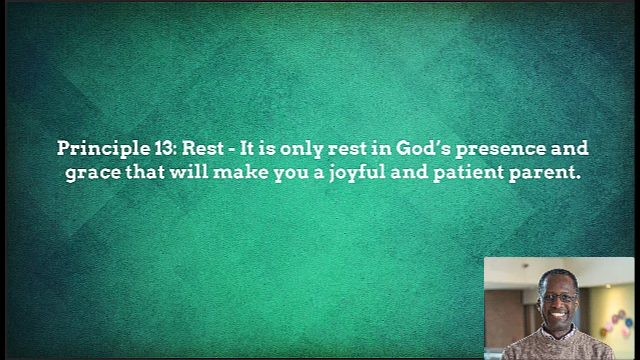 Principle 13: Rest - It is only rest in God’s presence and
grace that will make you a joyful and patient parent.